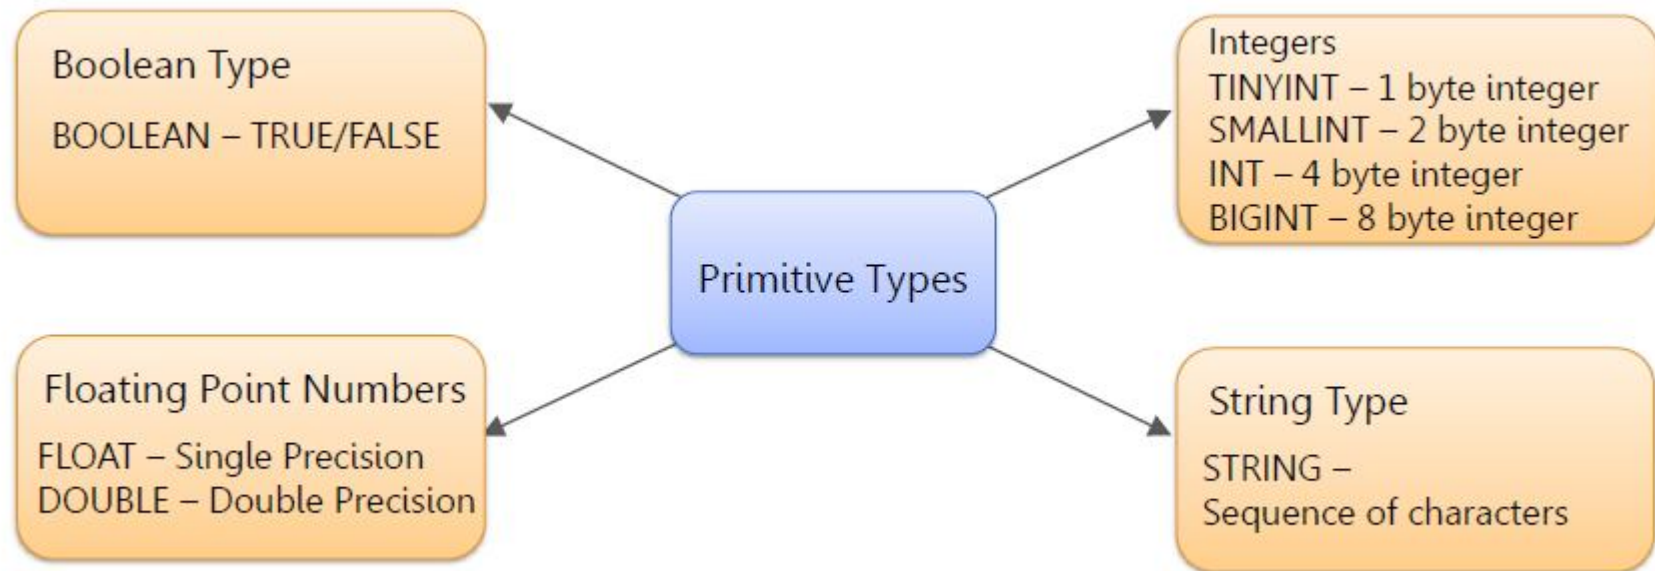 Boolean Type
BOOLEAN – TRUE/FALSE
Integers
TINYINT – 1 byte integer
SMALLINT – 2 byte integer
INT – 4 byte integer
BIGINT – 8 byte integer
Primitive Types
Floating Point Numbers
FLOAT – Single Precision
DOUBLE – Double Precision
String Type
STRING –
Sequence of characters